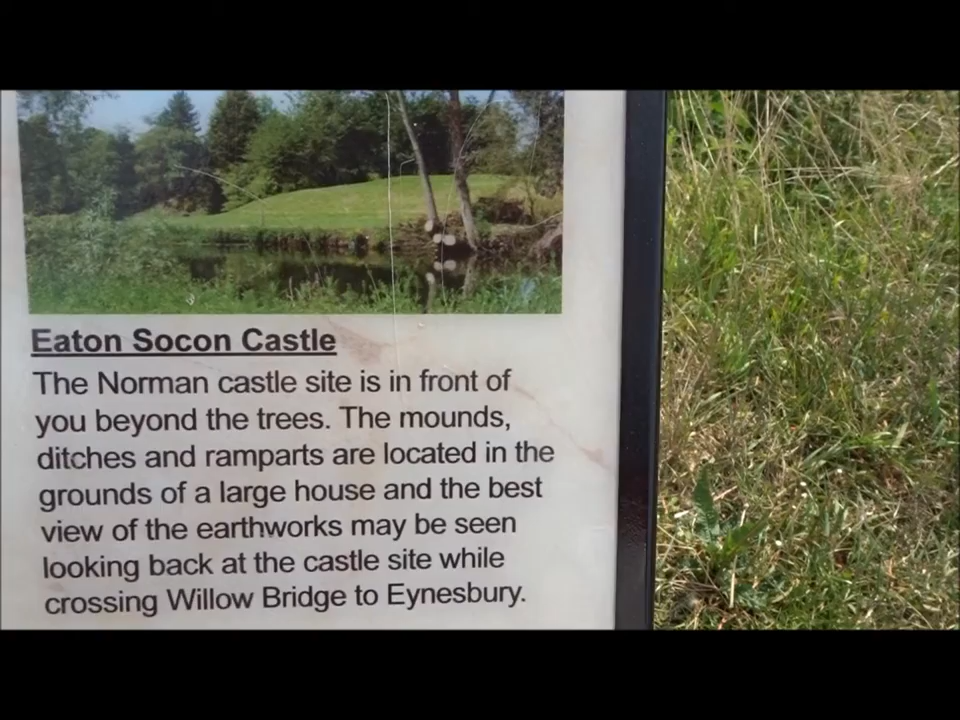 Eaton Socon Castle
The Norman castle site is in front of
you beyond the trees. The mounds,
ditches and ramparts are located in the
grounds of a large house and the best
view of the earthworks may be seen
looking back at the castle site while
crossing Willow Bridge to Eynesbury.